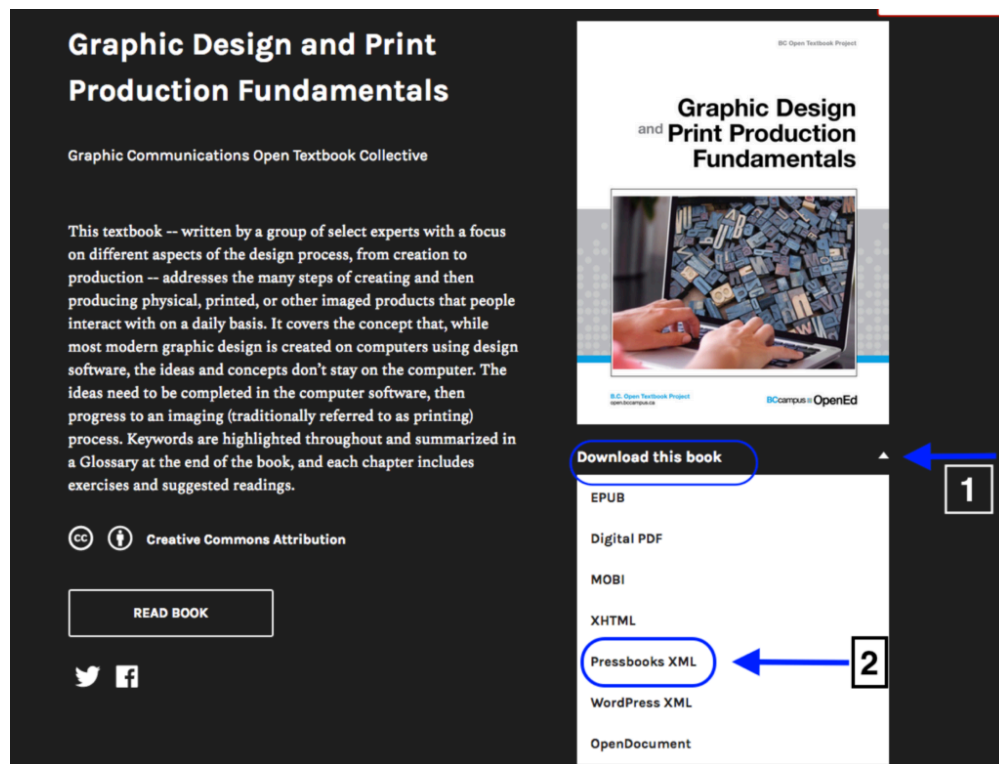 Graphic Design and Print
Production Fundamentals
Graphic Communications Open Textbook Collective
This textbook -- written by a group of select experts with a focus
on different aspects of the design process, from creation to
production -- addresses the many steps of creating and then
producing physical, printed, or other imaged products that people
interact with on a daily basis. It covers the concept that, while
most modern graphic design is created on computers using design
software, the ideas and concepts don't stay on the computer. The
ideas need to be completed in the computer software, then
progress to an imaging (traditionally referred to as printing)
process. Keywords are highlighted throughout and summarized in
a Glossary at the end of the book, and each chapter includes
exercises and suggested readings.
cc
Creative Commons Attribution
READ BOOK
BC Open Textbook Project
Graphic Design
and Print Production
Fundamentals
B.C. Open Textbook Project
open.bccampus.ca
BCcampus OpenEd
Download this book
1
EPUB
Digital PDF
MOBI
XHTML
Pressbooks XML
2
WordPress XML
OpenDocument